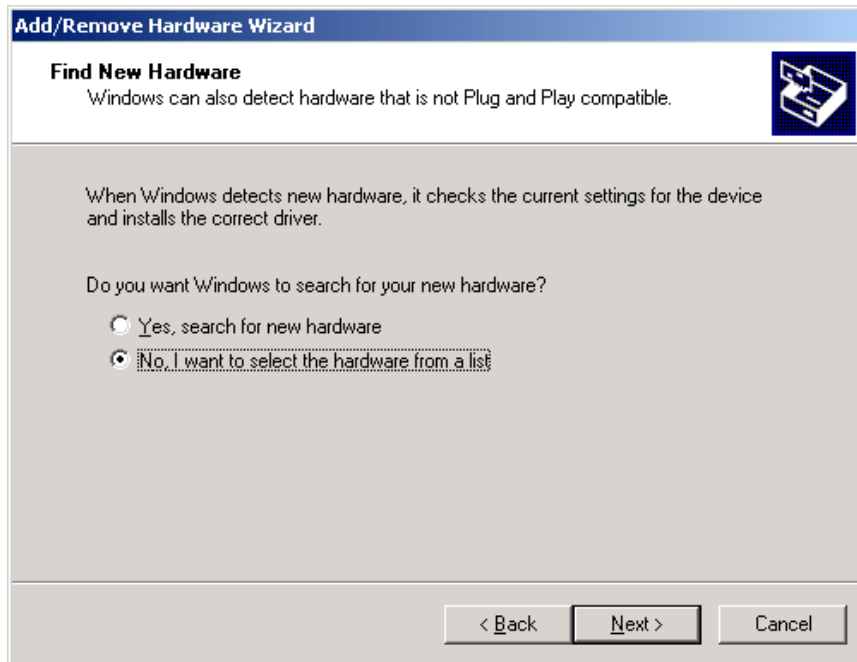 Add/Remove Hardware Wizard
Find New Hardware
Windows can also detect hardware that is not Plug and Play compatible.
When Windows detects new hardware, it checks the current settings for the device
and installs the correct driver.
Do you want Windows to search for your new hardware?
Yes, search for new hardware
No, I want to select the hardware from a list
< Back
Next >
Cancel